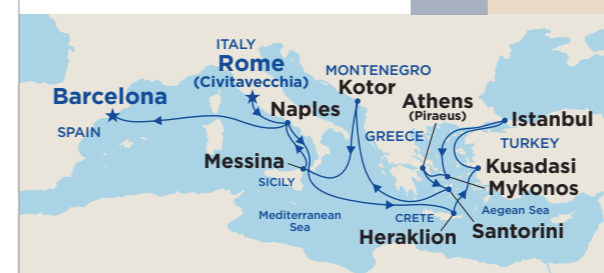 ITALY
Rome
(Civitavecchia)
MONTENEGRO
Kotor
Barcelona
SPAIN
Naples
Athens
(Piraeus)
Istanbul
GREECE
TURKEY
Messina
SICILY
Kusadasi
Mykonos
Mediterranean
Sea
CRETE
Aegean Sea
Heraklion
Santorini